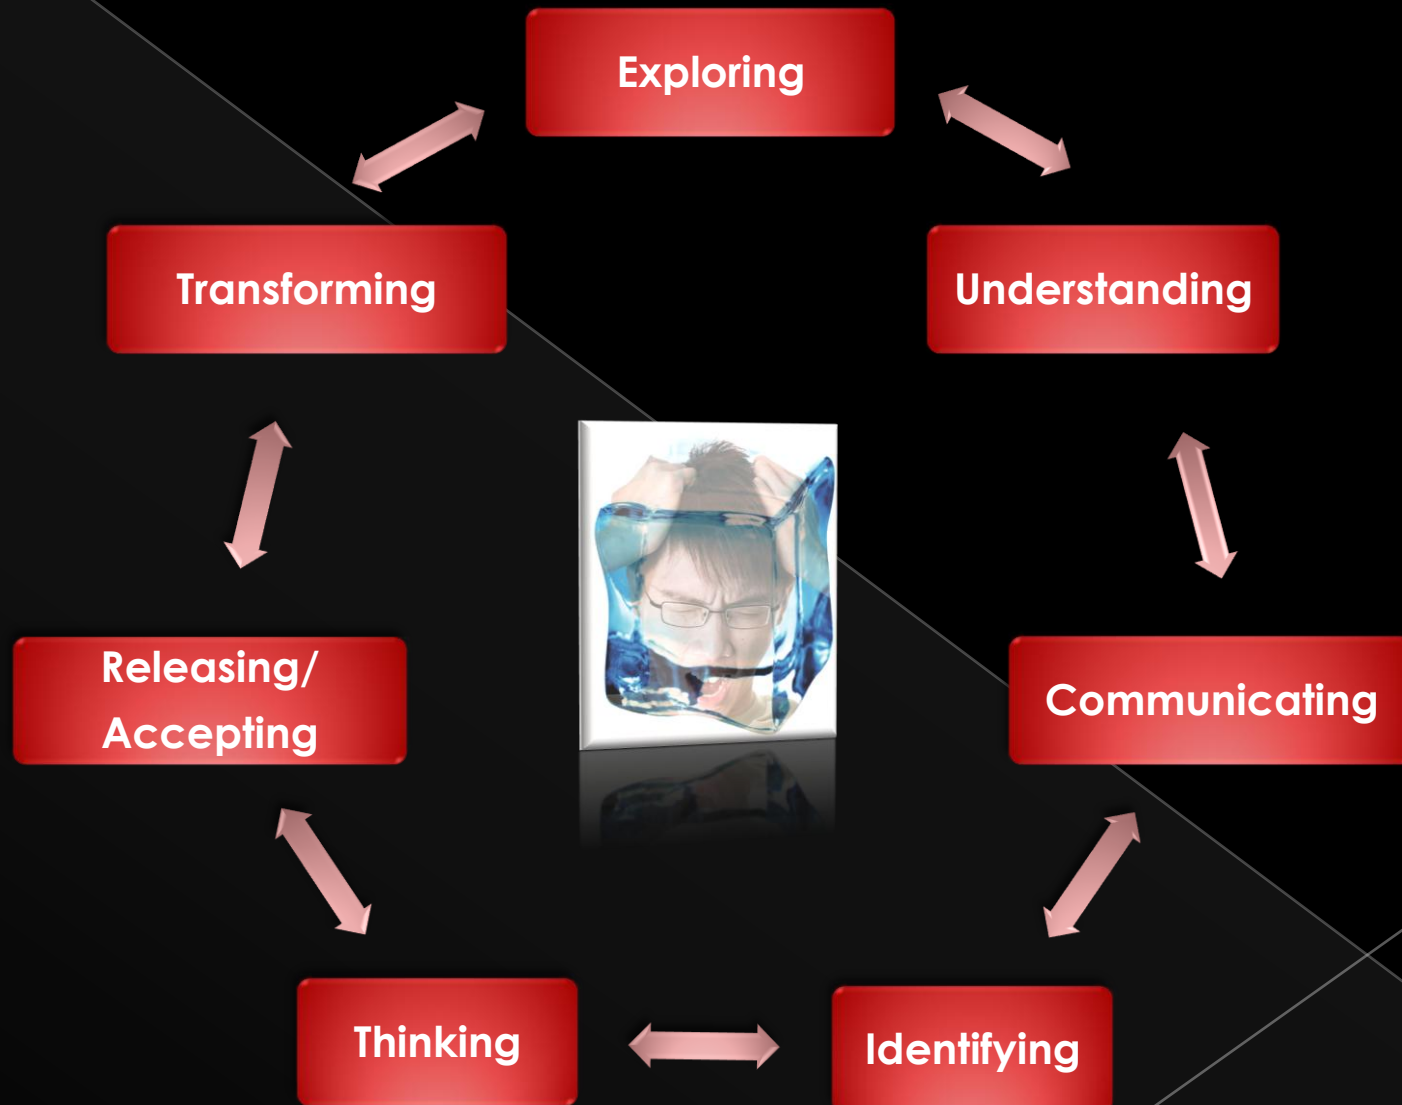 Exploring
Transforming
Understanding
Releasing/
Accepting
Communicating
Thinking
Identifying